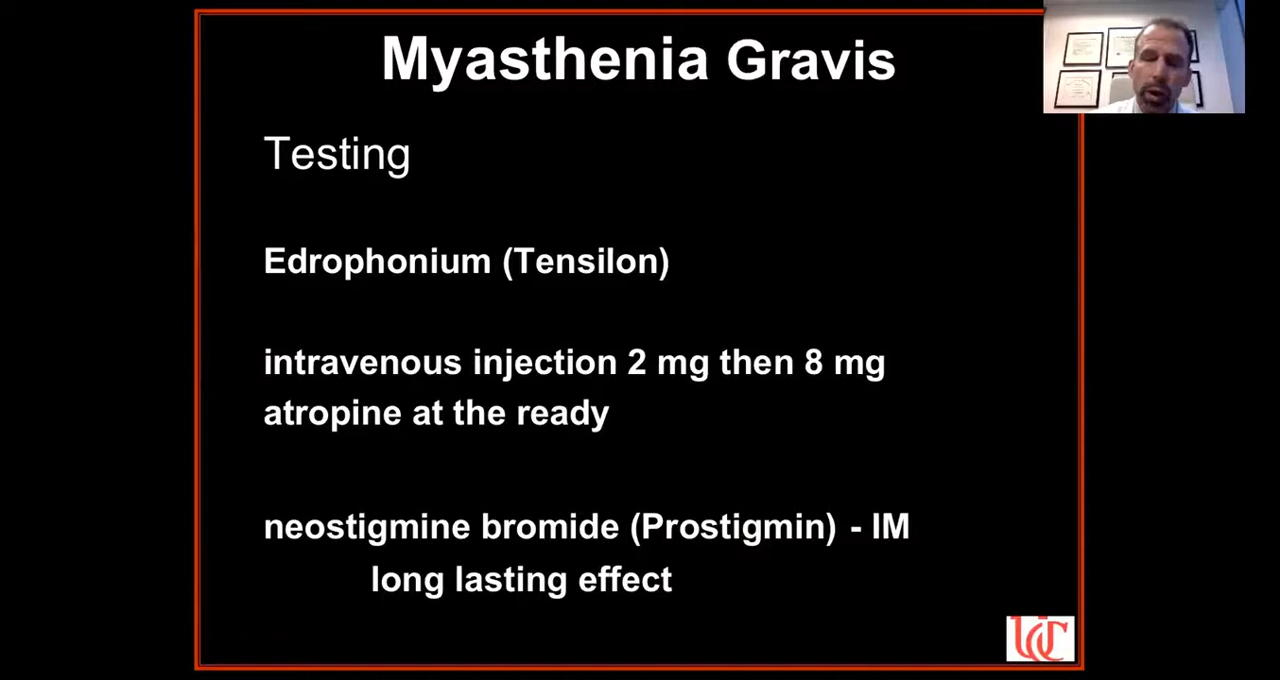 Myasthenia Gravis
Testing
Edrophonium (Tensilon)
intravenous injection 2 mg then 8 mg
atropine at the ready
neostigmine bromide (Prostigmin) - IM
long lasting effect
UIC